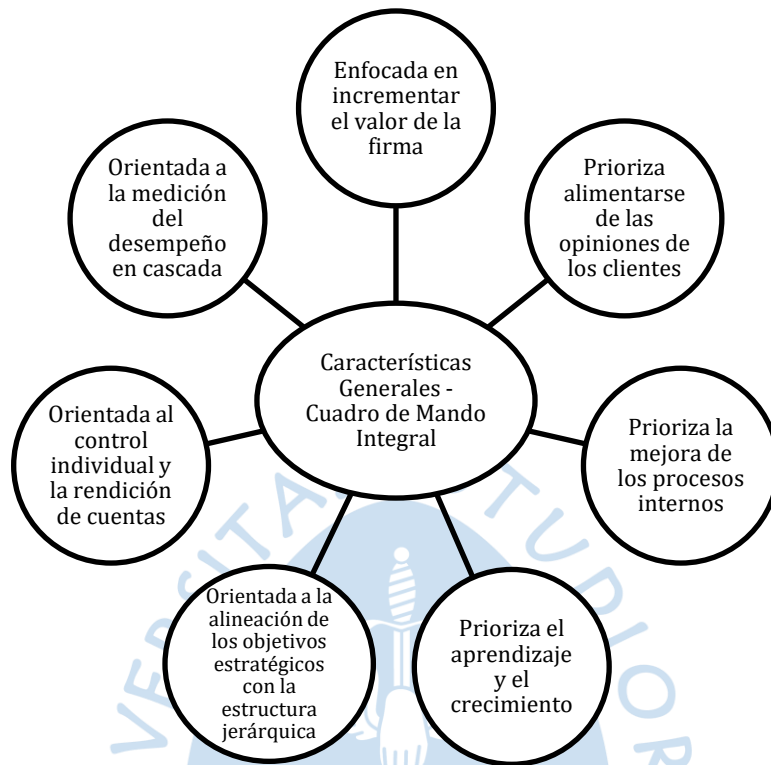 Enfocada en
incrementar
el valor de la
firma
Prioriza
alimentarse
de las
opiniones de
los clientes
Prioriza la
mejora de
los procesos
internos
Prioriza el
aprendizaje
y el
crecimiento
Orientada a la
alineación de
los objetivos
estratégicos
con la
estructura
jerárquica
Orientada al
control
individual y
la rendición
de cuentas
Orientada a
la medición
del
desempeño
en cascada
Características
Generales -
Cuadro de Mando
Integral
VERSITA
STUDIOR